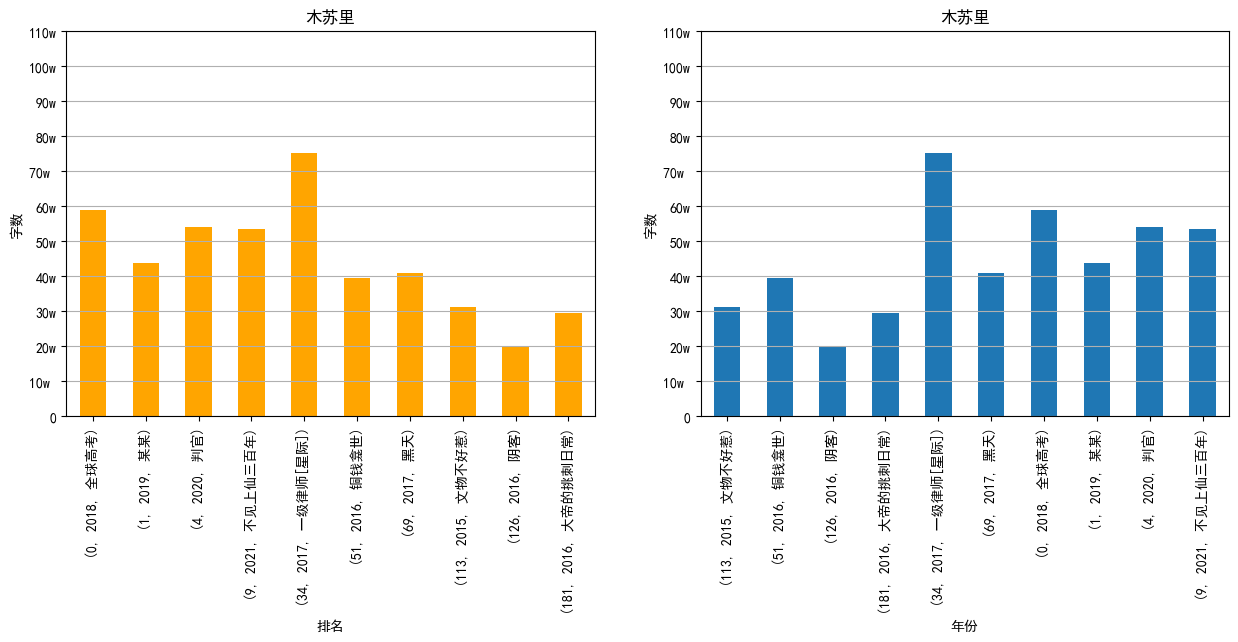 木苏里
110w
100w
90w
80w
70w
60w
50w
40w
30w
20w
10w
0
字数
(0, 2018, 全球高考)
(1, 2019, 某某)
(4, 2020, 判官)
(9, 2021, 不见上仙三百年)
(34, 2017, 一级律师[星际])
(51, 2016, 铜钱龛世)
(69, 2017, 黑天)
(113, 2015, 文物不好惹)
(126, 2016, 阴客)
(181, 2016, 大帝的挑刺日常)
排名
木苏里
110w
100w
90w
80w
70w
60w
50w
40w
30w
20w
10w
0
字数
(113, 2015, 文物不好惹)
(51, 2016, 铜钱龛世)
(126, 2016, 阴客)
(181, 2016, 大帝的挑刺日常)
(34, 2017, 一级律师[星际])
(69, 2017, 黑天)
(0, 2018, 全球高考)
(1, 2019, 某某)
(4, 2020, 判官)
(9, 2021, 不见上仙三百年)
年份